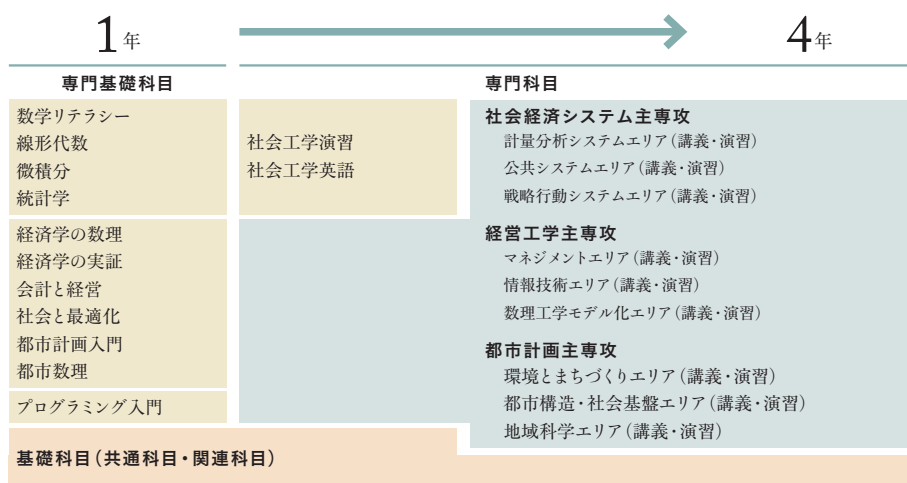 1年
4年
専門基礎科目
専門科目
数学リテラシー
線形代数
微積分
統計学
社会工学演習
社会工学英語
経済学の数理
経済学の実証
会計と経営
社会と最適化
都市計画入門
都市数理
プログラミング入門
社会経済システム主専攻
計量分析システムエリア(講義・演習)
公共システムエリア(講義・演習)
戦略行動システムエリア(講義・演習)
経営工学主専攻
マネジメントエリア(講義・演習)
情報技術エリア(講義・演習)
数理工学モデル化エリア(講義・演習)
都市計画主専攻
環境とまちづくりエリア(講義・演習)
都市構造・社会基盤エリア(講義・演習)
地域科学エリア(講義・演習)
基礎科目(共通科目・関連科目)